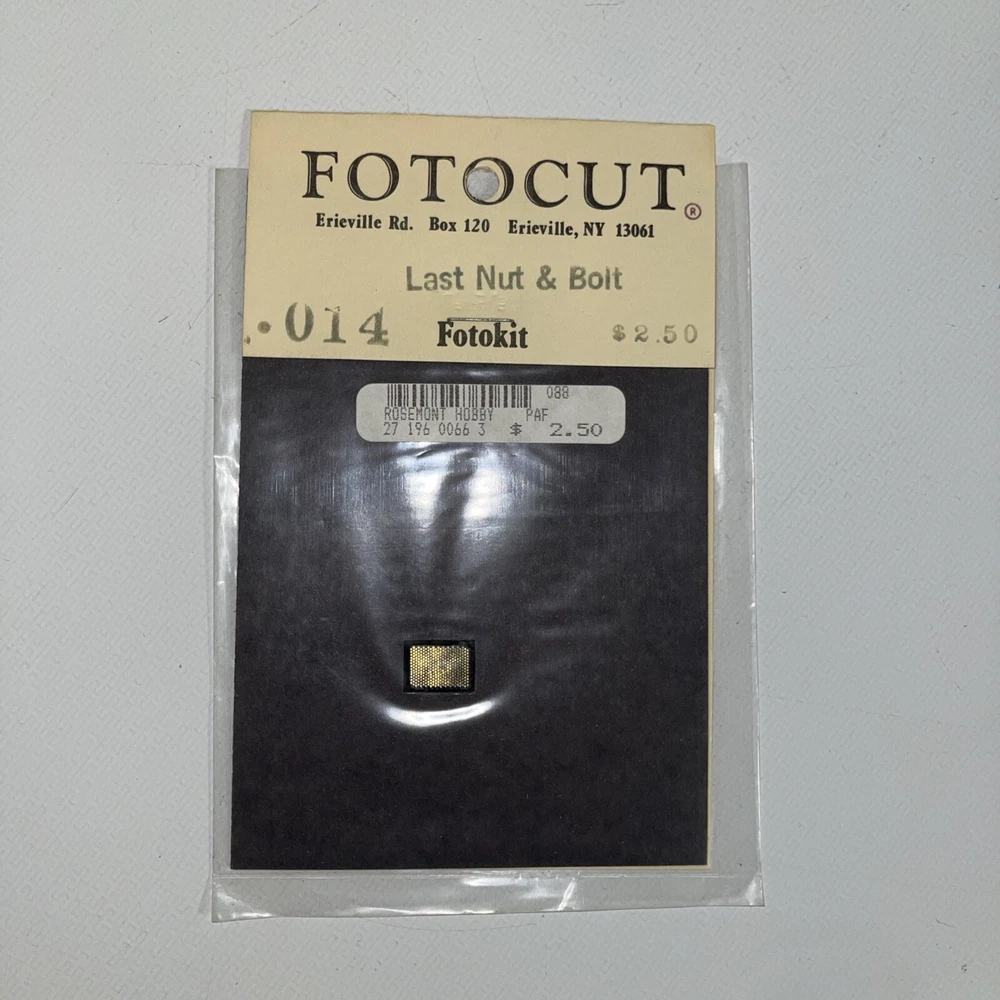 FOTOCUT ®
Erieville Rd. Box 120 Erieville, NY 13061
Last Nut & Bolt
.014 Fotokit $2.50
088
ROSEMONT HOBBY PAF
27 196 0066 3 $ 2.50